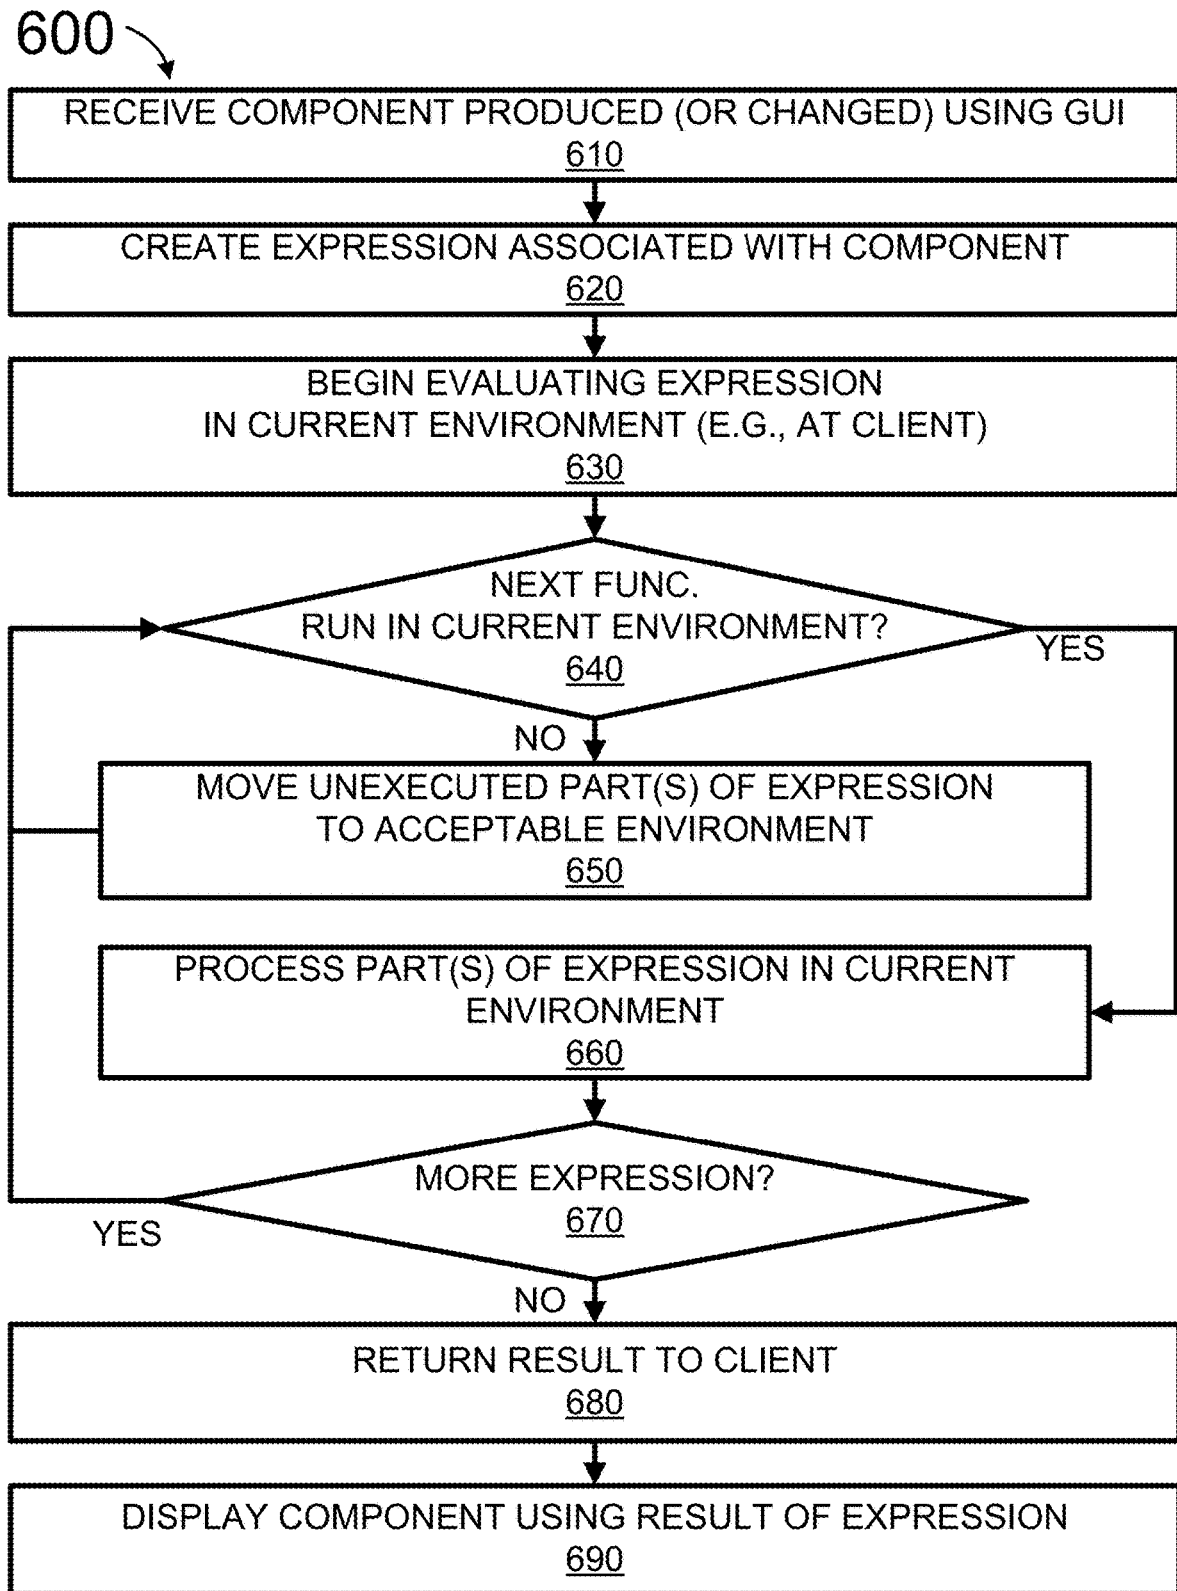 600
RECEIVE COMPONENT PRODUCED (OR CHANGED) USING GUI
610
CREATE EXPRESSION ASSOCIATED WITH COMPONENT
620
BEGIN EVALUATING EXPRESSION
IN CURRENT ENVIRONMENT (E.G., AT CLIENT)
630
NEXT FUNC.
RUN IN CURRENT ENVIRONMENT?
640
YES
NO
MOVE UNEXECUTED PART(S) OF EXPRESSION
TO ACCEPTABLE ENVIRONMENT
650
PROCESS PART(S) OF EXPRESSION IN CURRENT
ENVIRONMENT
660
MORE EXPRESSION?
670
YES
NO
RETURN RESULT TO CLIENT
680
DISPLAY COMPONENT USING RESULT OF EXPRESSION
690